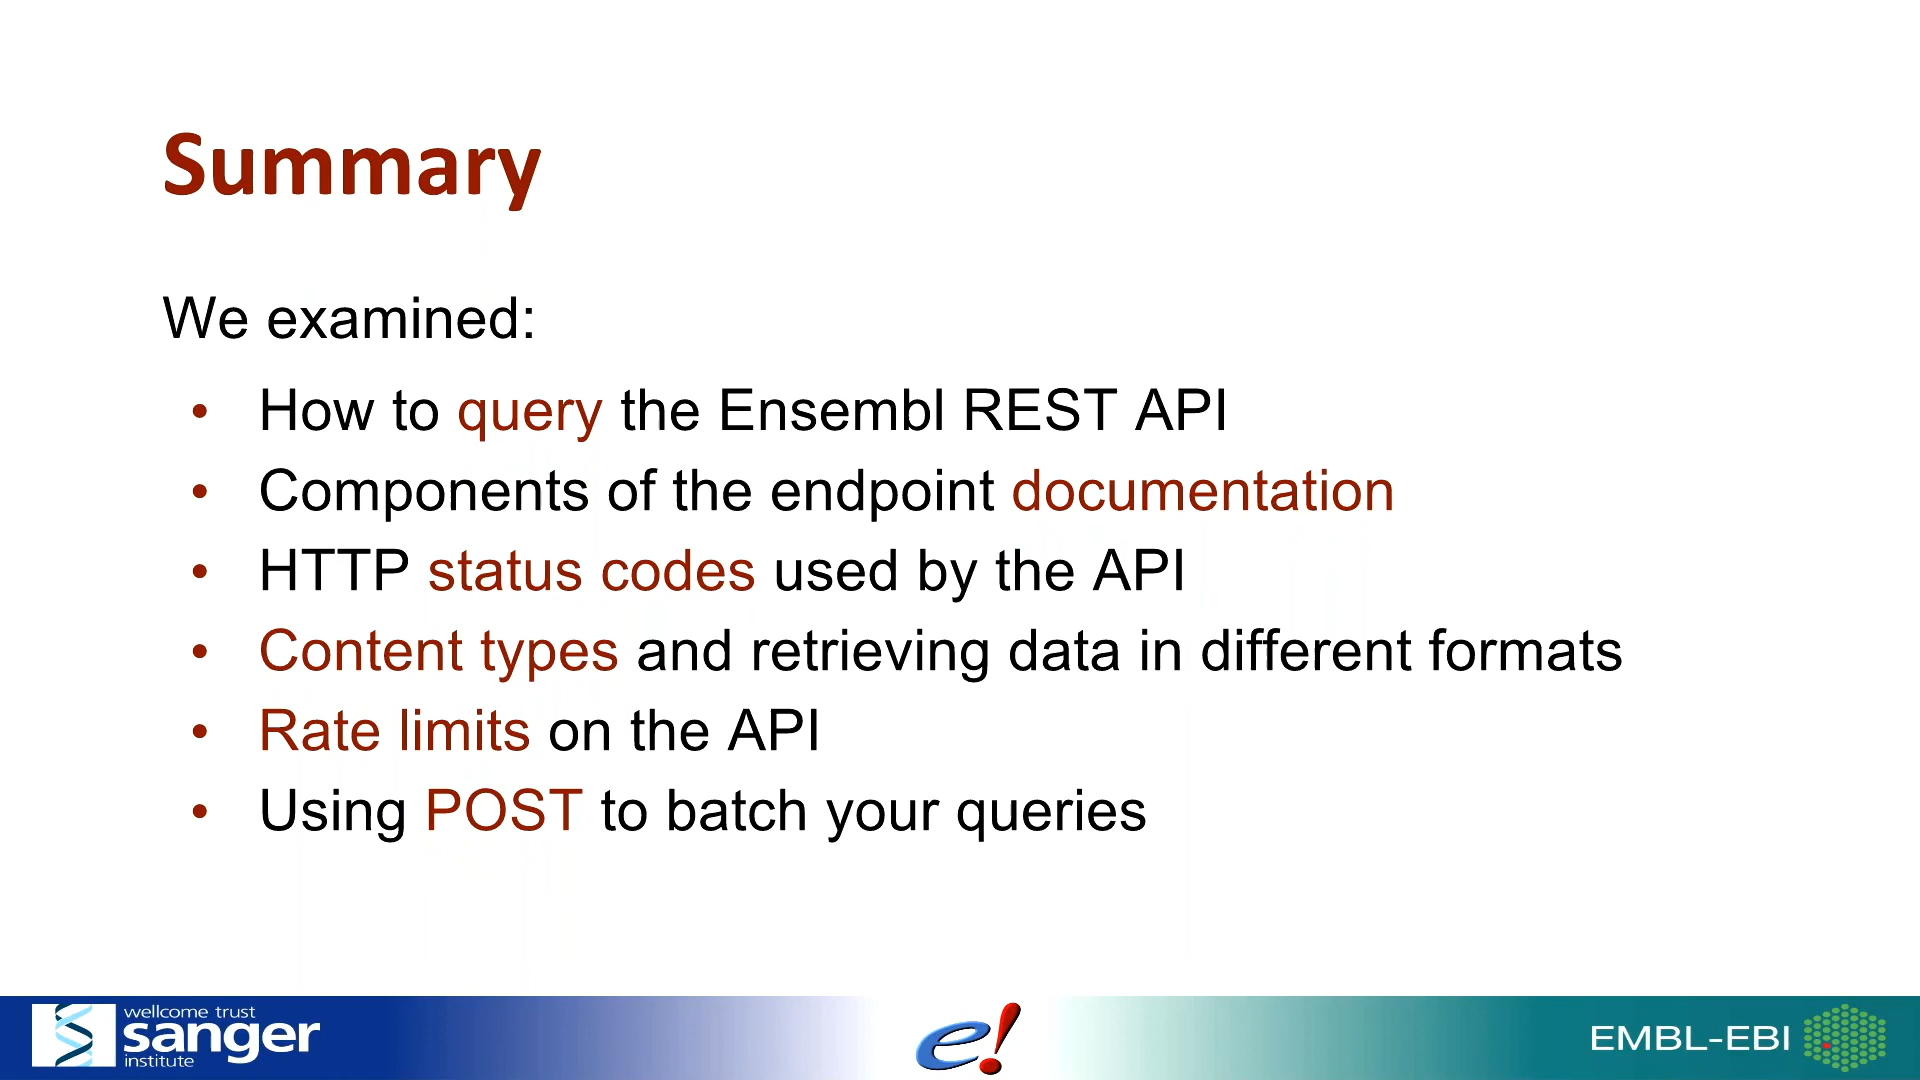 Summary
We examined:
• How to query the Ensembl REST API
• Components of the endpoint documentation
• HTTP status codes used by the API
• Content types and retrieving data in different formats
• Rate limits on the API
• Using POST to batch your queries
wellcome trust
sanger
institute
e!
EMBL-EBI